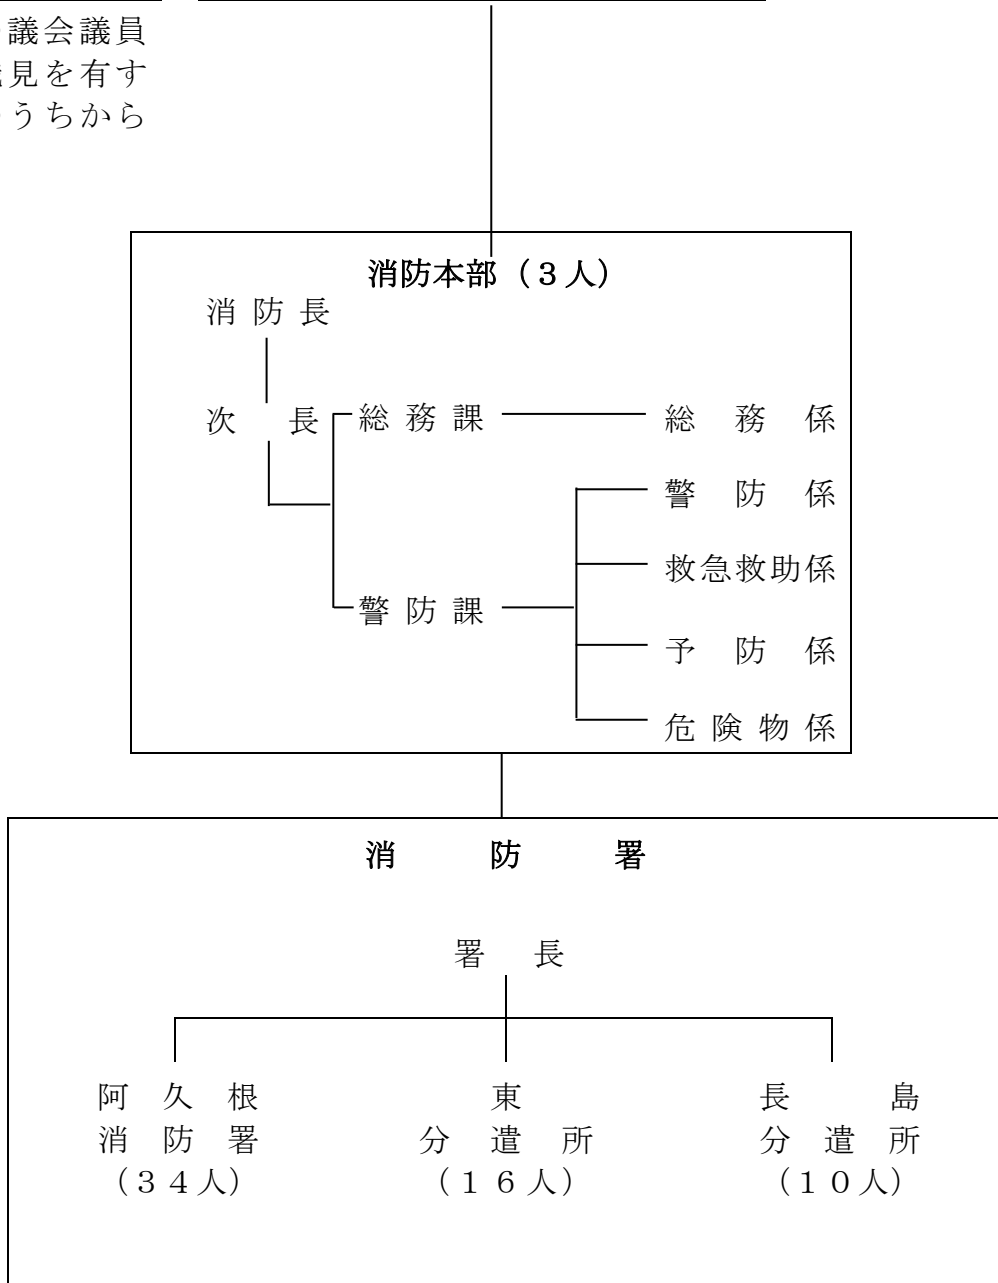 議会議員
見を有す
うちから
消防本部（３人）
消防長
次　長
総務課
総務係
警防係
救急救助係
警防課
予防係
危険物係
消防署
署長
阿久根
消防署
（３４人）
東
分遣所
（１６人）
長島
分遣所
（１０人）